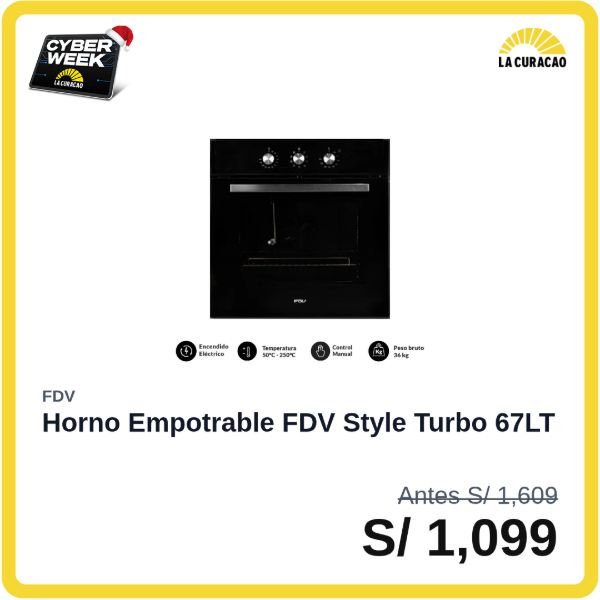 CYBER
WEEK
LA CURACAO
LA CURACAO
FDV
Encendido
Eléctrico
Temperatura
50°C - 250°C
Control
Manual
Kg
Peso bruto
36 kg
FDV
Horno Empotrable FDV Style Turbo 67LT
Antes S/ 1,609
S/ 1,099